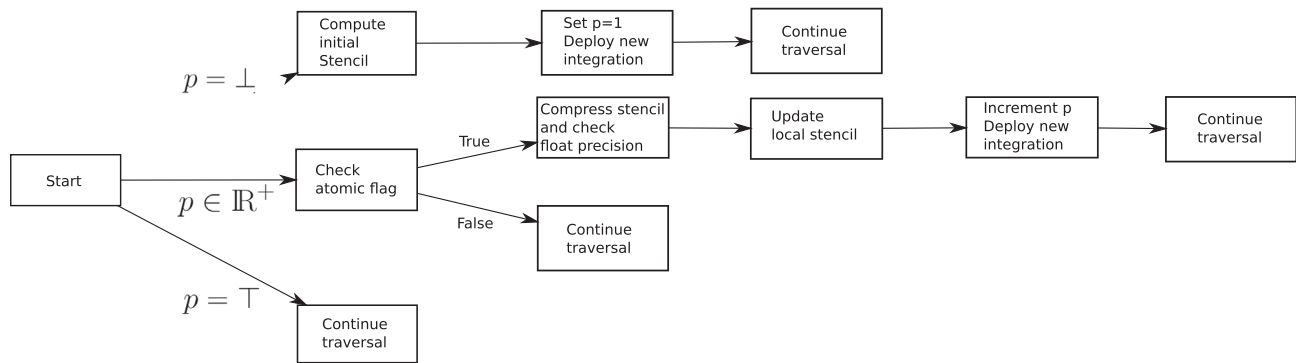 Compute
initial
Stencil
Set p=1
Deploy new
integration
Continue
traversal
p = ⊥
Compress stencil
and check
float precision
Update
local stencil
Increment p
Deploy new
integration
Continue
traversal
True
Start
Check
atomic flag
p ∈ ℝ⁺
False
Continue
traversal
p = ⊤
Continue
traversal